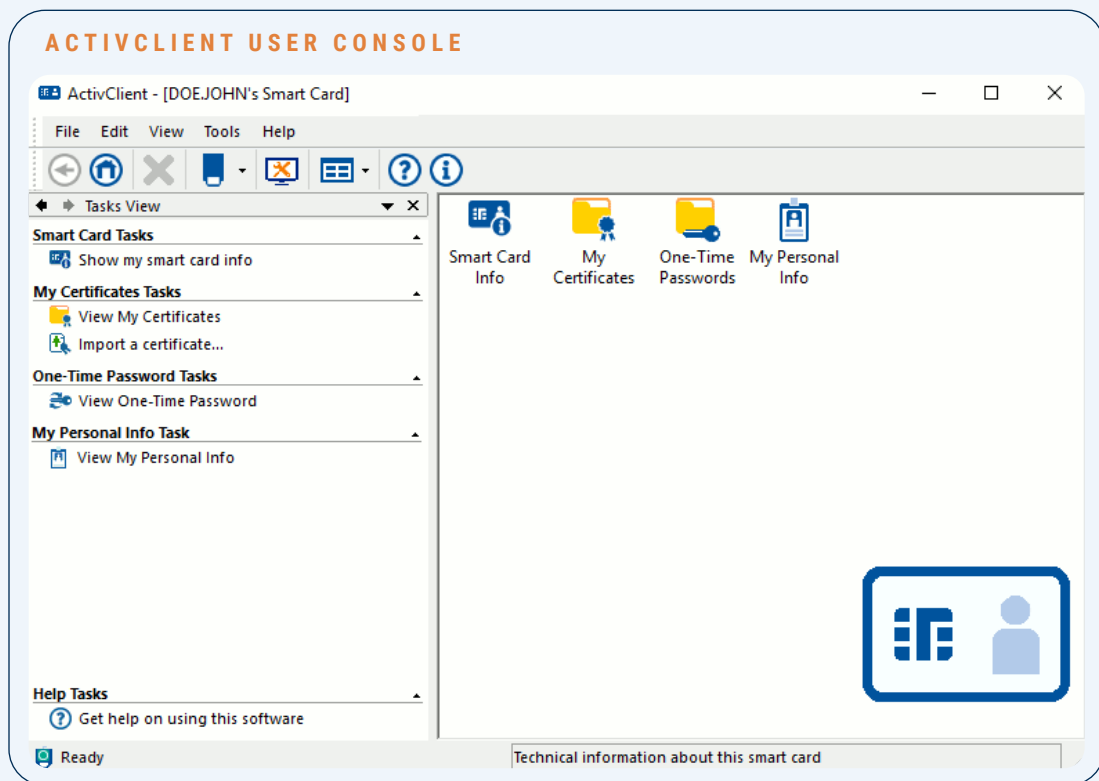 ACTIVCLIENT USER CONSOLE
ActivClient - [DOE.JOHN's Smart Card]
File Edit View Tools Help
Tasks View
Smart Card Tasks
Show my smart card info
My Certificates Tasks
View My Certificates
Import a certificate...
One-Time Password Tasks
View One-Time Password
My Personal Info Task
View My Personal Info
Help Tasks
Get help on using this software
Smart Card
Info
My
Certificates
One-Time
Passwords
My Personal
Info
Ready
Technical information about this smart card